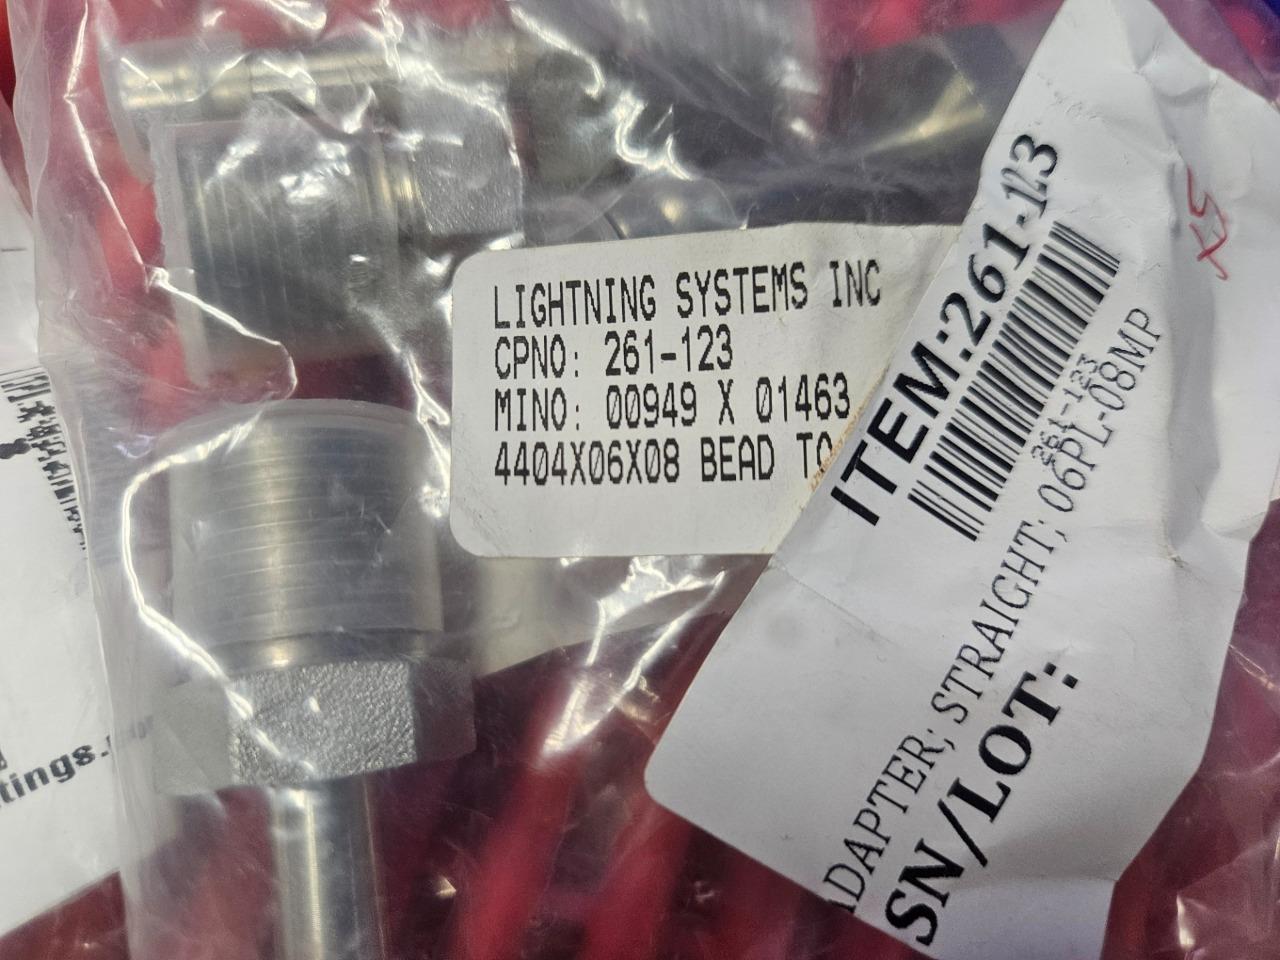 LIGHTNING SYSTEMS INC
CPNO: 261-123
MINO: 00949 X 01463
4404X06X08 BEAD TO
ITEM:261-123
261-123
ADAPTER; STRAIGHT; 06PL-08MP
SN/LOT:
tings.